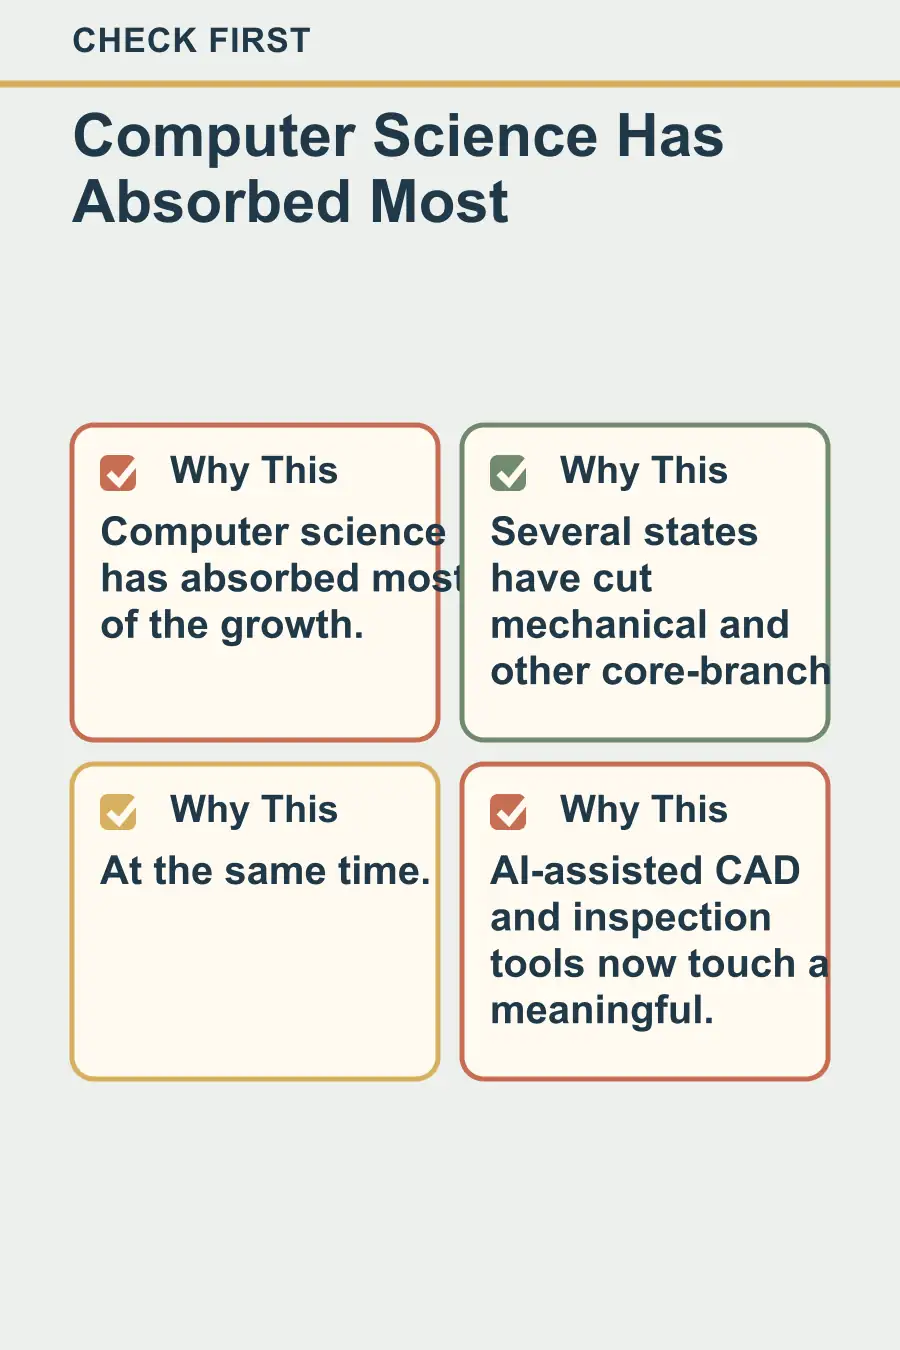 CHECK FIRST
Computer Science Has
Absorbed Most
Why This
Computer science
has absorbed most
of the growth.
Why This
Several states
have cut
mechanical and
other core-branch
Why This
At the same time.
Why This
AI-assisted CAD
and inspection
tools now touch a
meaningful.